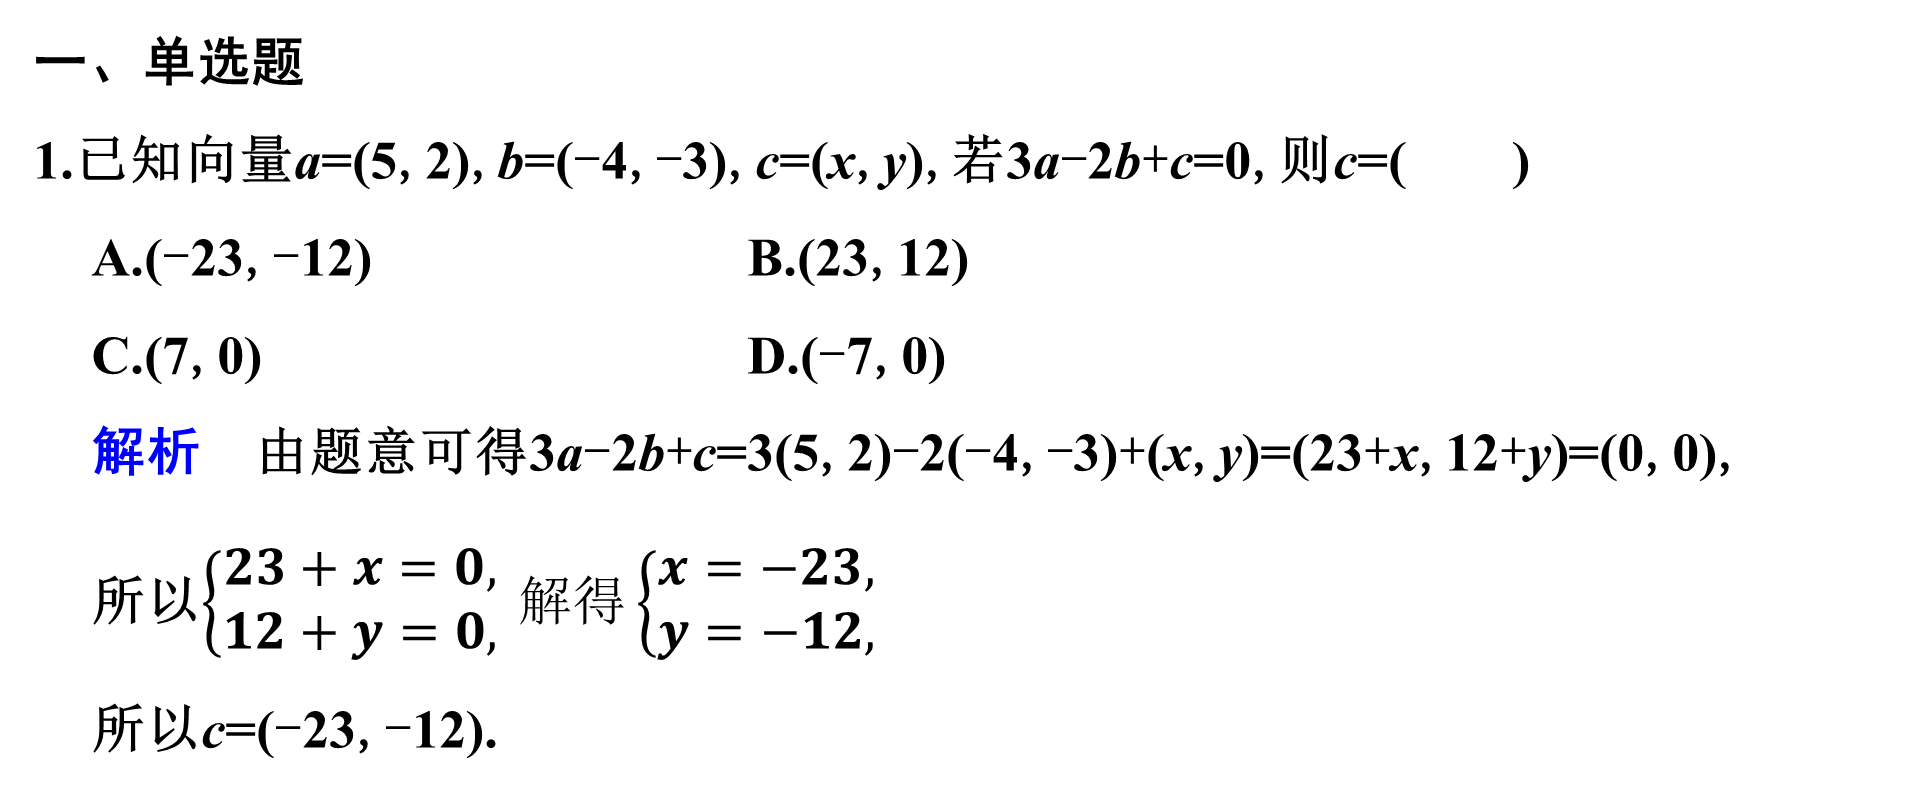 一、单选题
1.已知向量a=(5, 2), b=(−4, −3), c=(x, y), 若3a−2b+c=0, 则c=(　　)
A.(−23, −12)　　B.(23, 12)
C.(7, 0)　　D.(−7, 0)
解析　由题意可得3a−2b+c=3(5, 2)−2(−4, −3)+(x, y)=(23+x, 12+y)=(0, 0),
所以{23 + x = 0, 12 + y = 0, 解得{x = −23, y = −12,
所以c=(−23, −12).